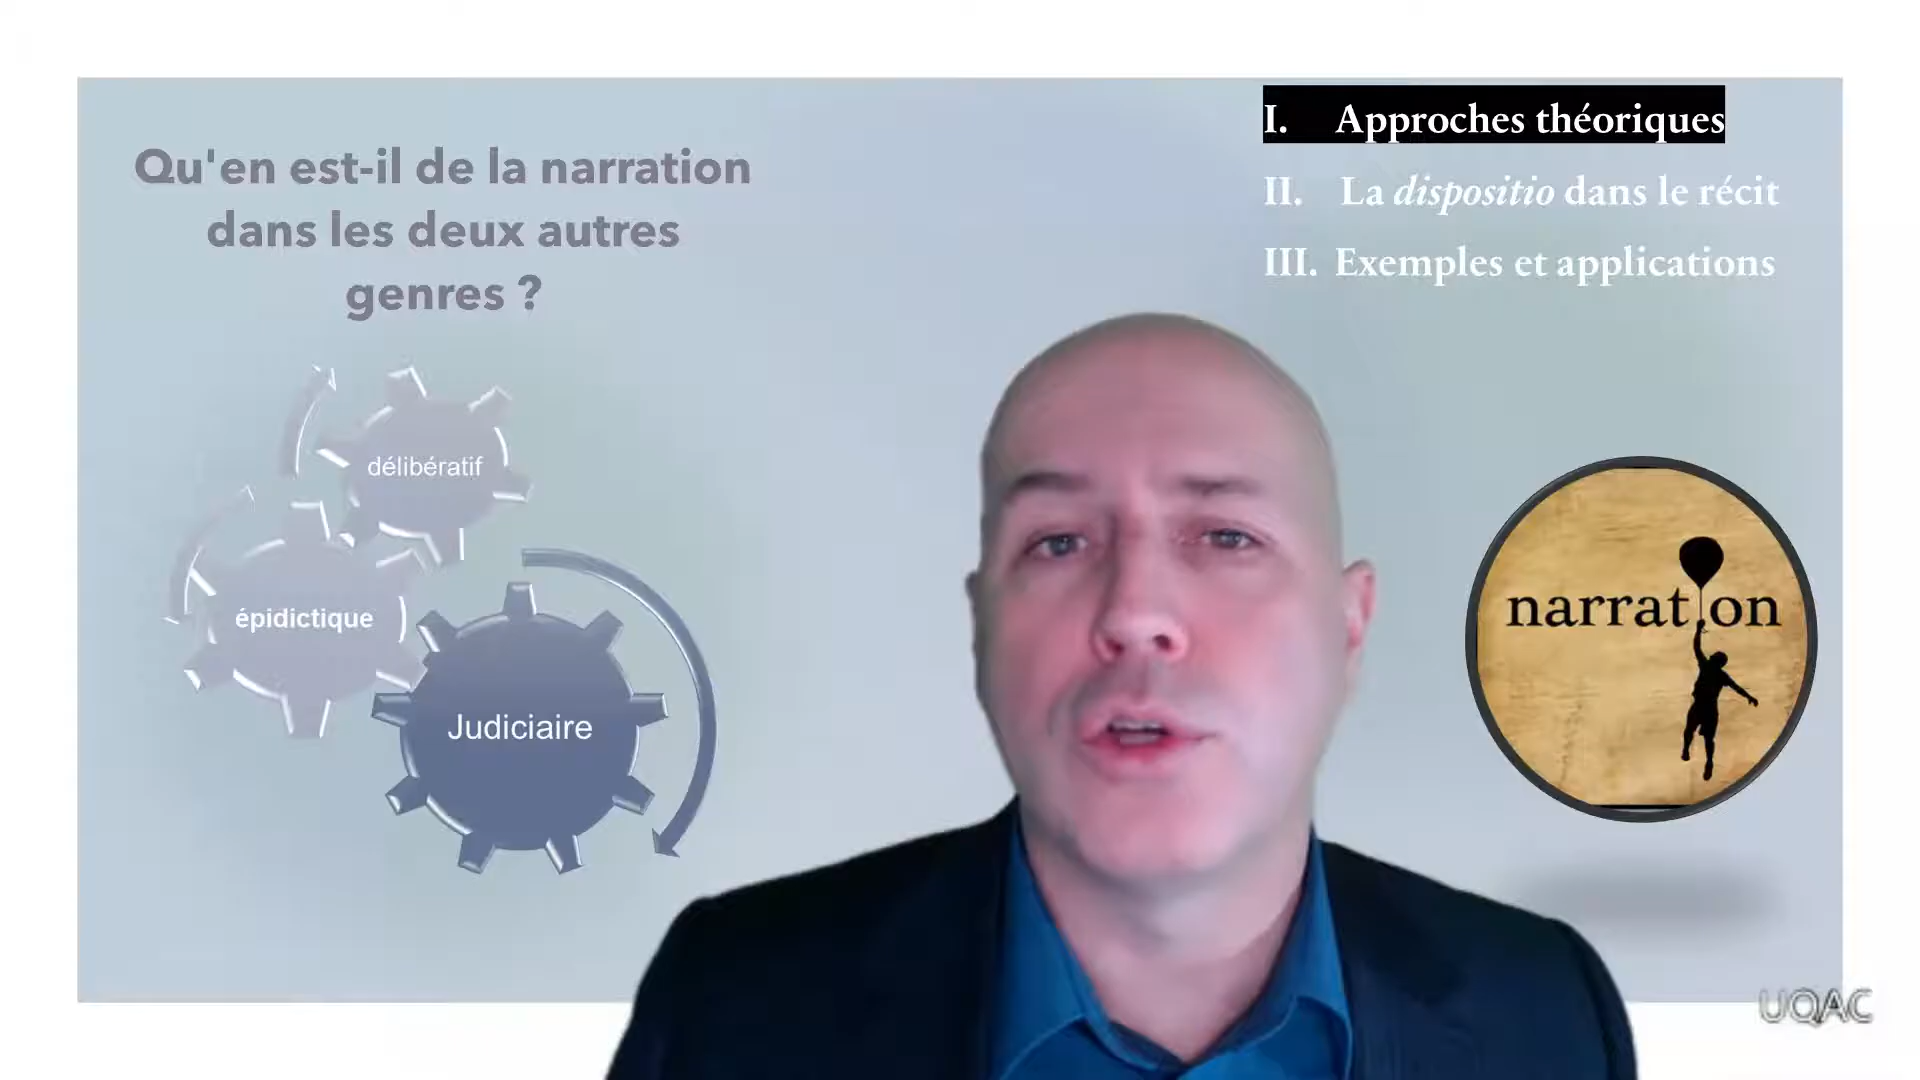 Qu'en est-il de la narration
dans les deux autres
genres ?
I. Approches théoriques
II. La dispositio dans le récit
III. Exemples et applications
délibératif
épidictique
Judiciaire
narration
UQAC